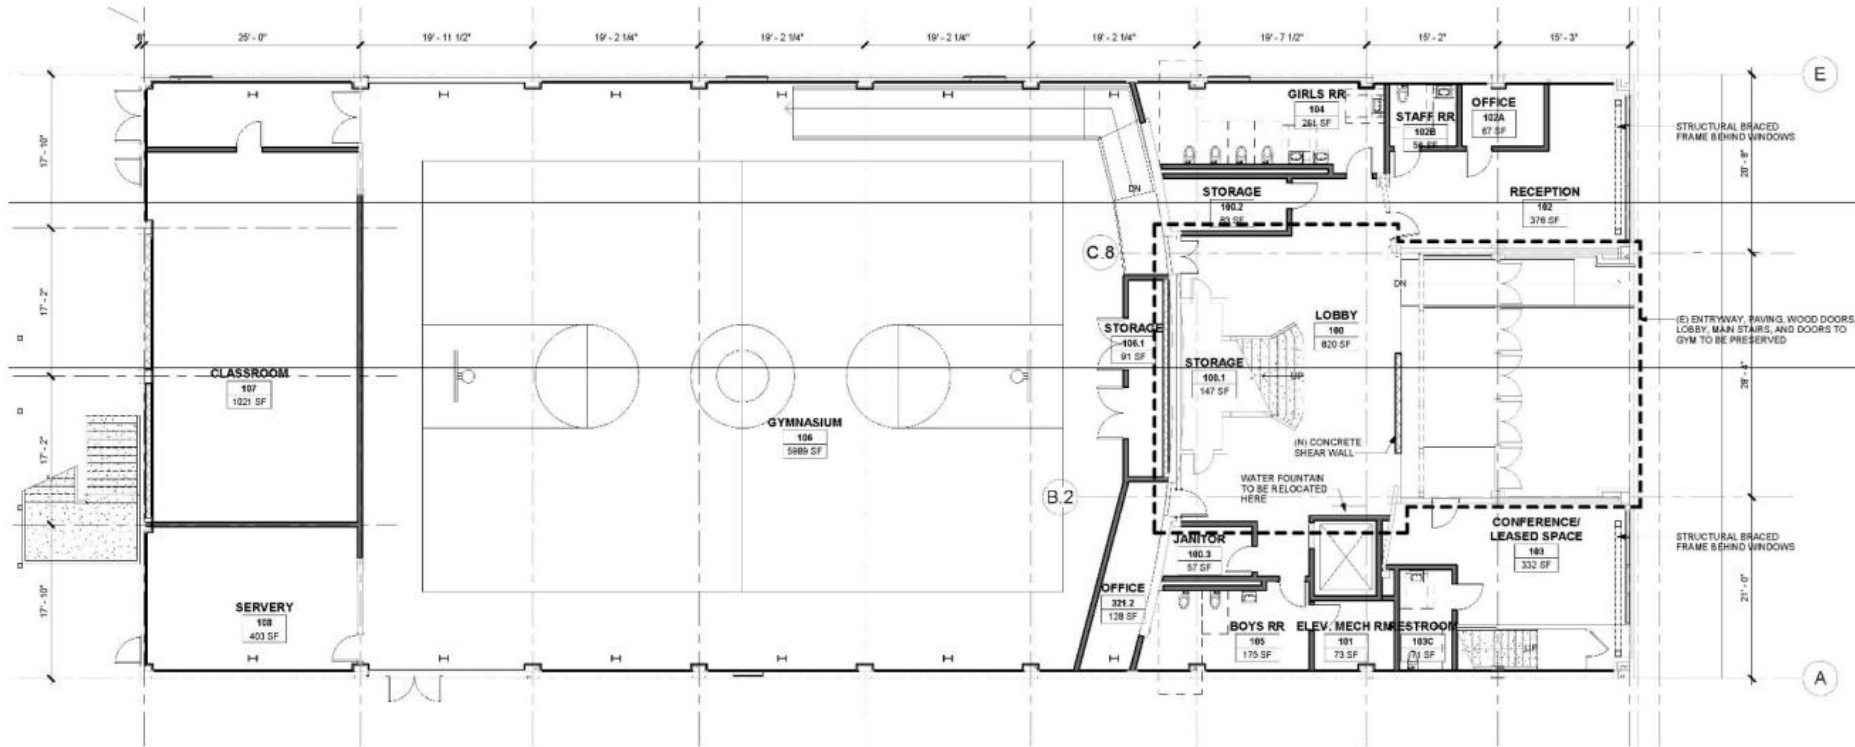 8"
25' - 0"
19' - 11 1/2"
19' - 2 1/4"
19' - 2 1/4"
19' - 2 1/4"
19' - 2 1/4"
19' - 7 1/2"
15' - 2"
15' - 3"
E
17' - 10"
17' - 2"
17' - 2"
17' - 10"
GIRLS RR
104
261 SF
STAFF RR
102B
OFFICE
102A
67 SF
STRUCTURAL BRACED
FRAME BEHIND WINDOWS
20' - 8"
DN
STORAGE
100.2
83 SF
RECEPTION
102
376 SF
C.8
DN
STORAGE
106.1
91 SF
LOBBY
100
820 SF
(E) ENTRYWAY, PAVING, WOOD DOORS,
LOBBY, MAIN STAIRS, AND DOORS TO
GYM TO BE PRESERVED
STORAGE
100.1
147 SF
UP
28' - 4"
CLASSROOM
107
1021 SF
GYMNASIUM
106
5989 SF
(N) CONCRETE
SHEAR WALL
WATER FOUNTAIN
TO BE RELOCATED
HERE
B.2
JANITOR
100.3
57 SF
CONFERENCE/
LEASED SPACE
103
332 SF
STRUCTURAL BRACED
FRAME BEHIND WINDOWS
21' - 0"
SERVERY
108
403 SF
OFFICE
321.2
128 SF
BOYS RR
105
175 SF
ELEV. MECH RM
101
73 SF
RESTROOM
103C
71 SF
UP
A